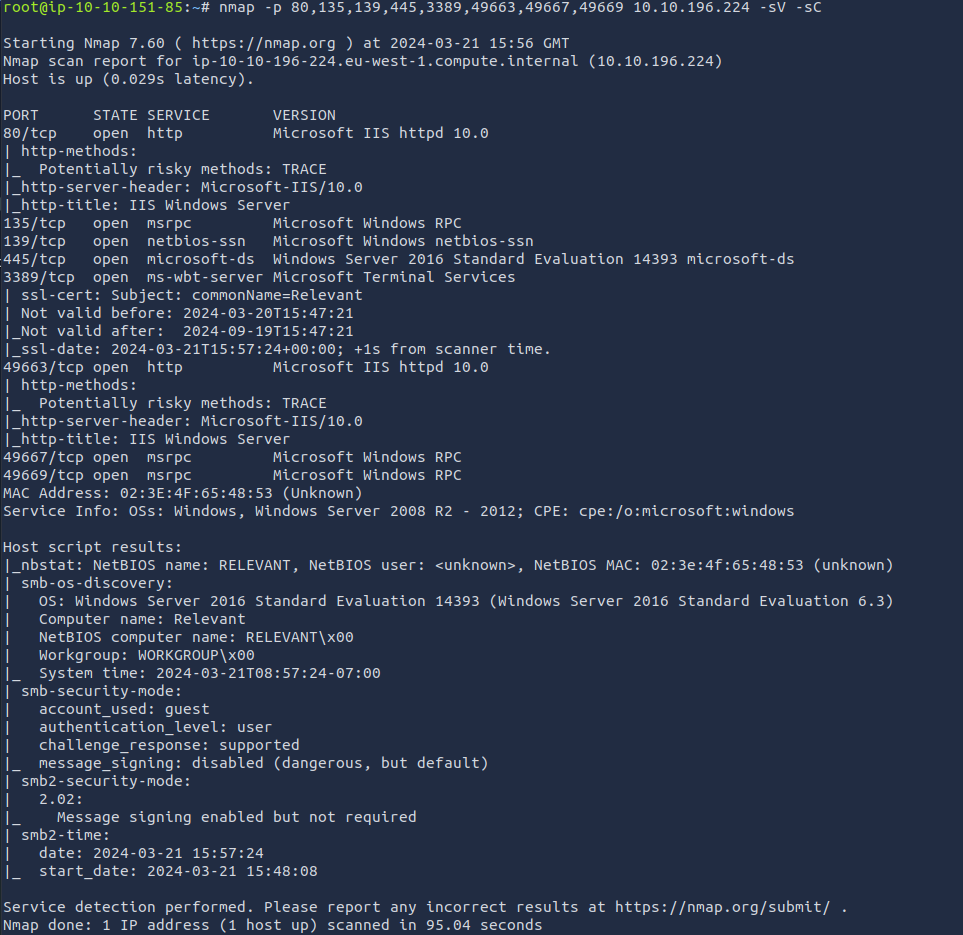 root@ip-10-10-151-85:~# nmap -p 80,135,139,445,3389,49663,49667,49669 10.10.196.224 -sV -sC

Starting Nmap 7.60 ( https://nmap.org ) at 2024-03-21 15:56 GMT
Nmap scan report for ip-10-10-196-224.eu-west-1.compute.internal (10.10.196.224)
Host is up (0.029s latency).

PORT      STATE SERVICE       VERSION
80/tcp    open  http          Microsoft IIS httpd 10.0
| http-methods:
|_  Potentially risky methods: TRACE
|_http-server-header: Microsoft-IIS/10.0
|_http-title: IIS Windows Server
135/tcp   open  msrpc         Microsoft Windows RPC
139/tcp   open  netbios-ssn   Microsoft Windows netbios-ssn
445/tcp   open  microsoft-ds  Windows Server 2016 Standard Evaluation 14393 microsoft-ds
3389/tcp  open  ms-wbt-server Microsoft Terminal Services
| ssl-cert: Subject: commonName=Relevant
| Not valid before: 2024-03-20T15:47:21
|_Not valid after:  2024-09-19T15:47:21
|_ssl-date: 2024-03-21T15:57:24+00:00; +1s from scanner time.
49663/tcp open  http          Microsoft IIS httpd 10.0
| http-methods:
|_  Potentially risky methods: TRACE
|_http-server-header: Microsoft-IIS/10.0
|_http-title: IIS Windows Server
49667/tcp open  msrpc         Microsoft Windows RPC
49669/tcp open  msrpc         Microsoft Windows RPC
MAC Address: 02:3E:4F:65:48:53 (Unknown)
Service Info: OSs: Windows, Windows Server 2008 R2 - 2012; CPE: cpe:/o:microsoft:windows

Host script results:
|_nbstat: NetBIOS name: RELEVANT, NetBIOS user: <unknown>, NetBIOS MAC: 02:3e:4f:65:48:53 (unknown)
| smb-os-discovery:
|   OS: Windows Server 2016 Standard Evaluation 14393 (Windows Server 2016 Standard Evaluation 6.3)
|   Computer name: Relevant
|   NetBIOS computer name: RELEVANT\x00
|   Workgroup: WORKGROUP\x00
|_  System time: 2024-03-21T08:57:24-07:00
| smb-security-mode:
|   account_used: guest
|   authentication_level: user
|   challenge_response: supported
|_  message_signing: disabled (dangerous, but default)
| smb2-security-mode:
|   2.02:
|_    Message signing enabled but not required
| smb2-time:
|   date: 2024-03-21 15:57:24
|_  start_date: 2024-03-21 15:48:08

Service detection performed. Please report any incorrect results at https://nmap.org/submit/ .
Nmap done: 1 IP address (1 host up) scanned in 95.04 seconds